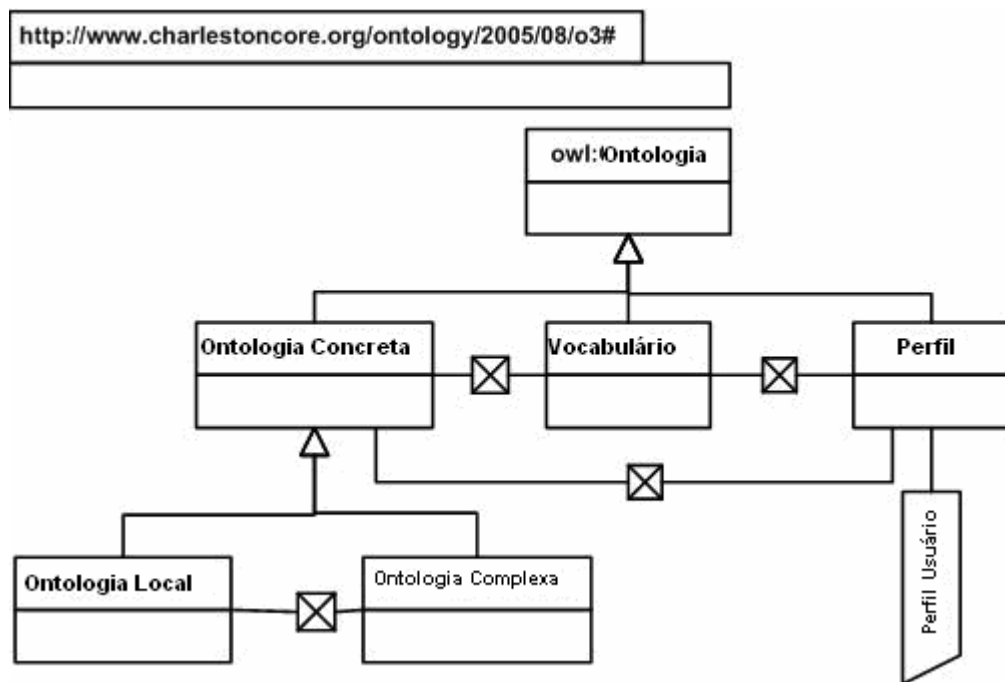 http://www.charlestoncore.org/ontology/2005/08/o3#
owl:Ontologia
Ontologia Concreta
Vocabulário
Perfil
Ontologia Local
Ontologia Complexa
Perfil Usuário